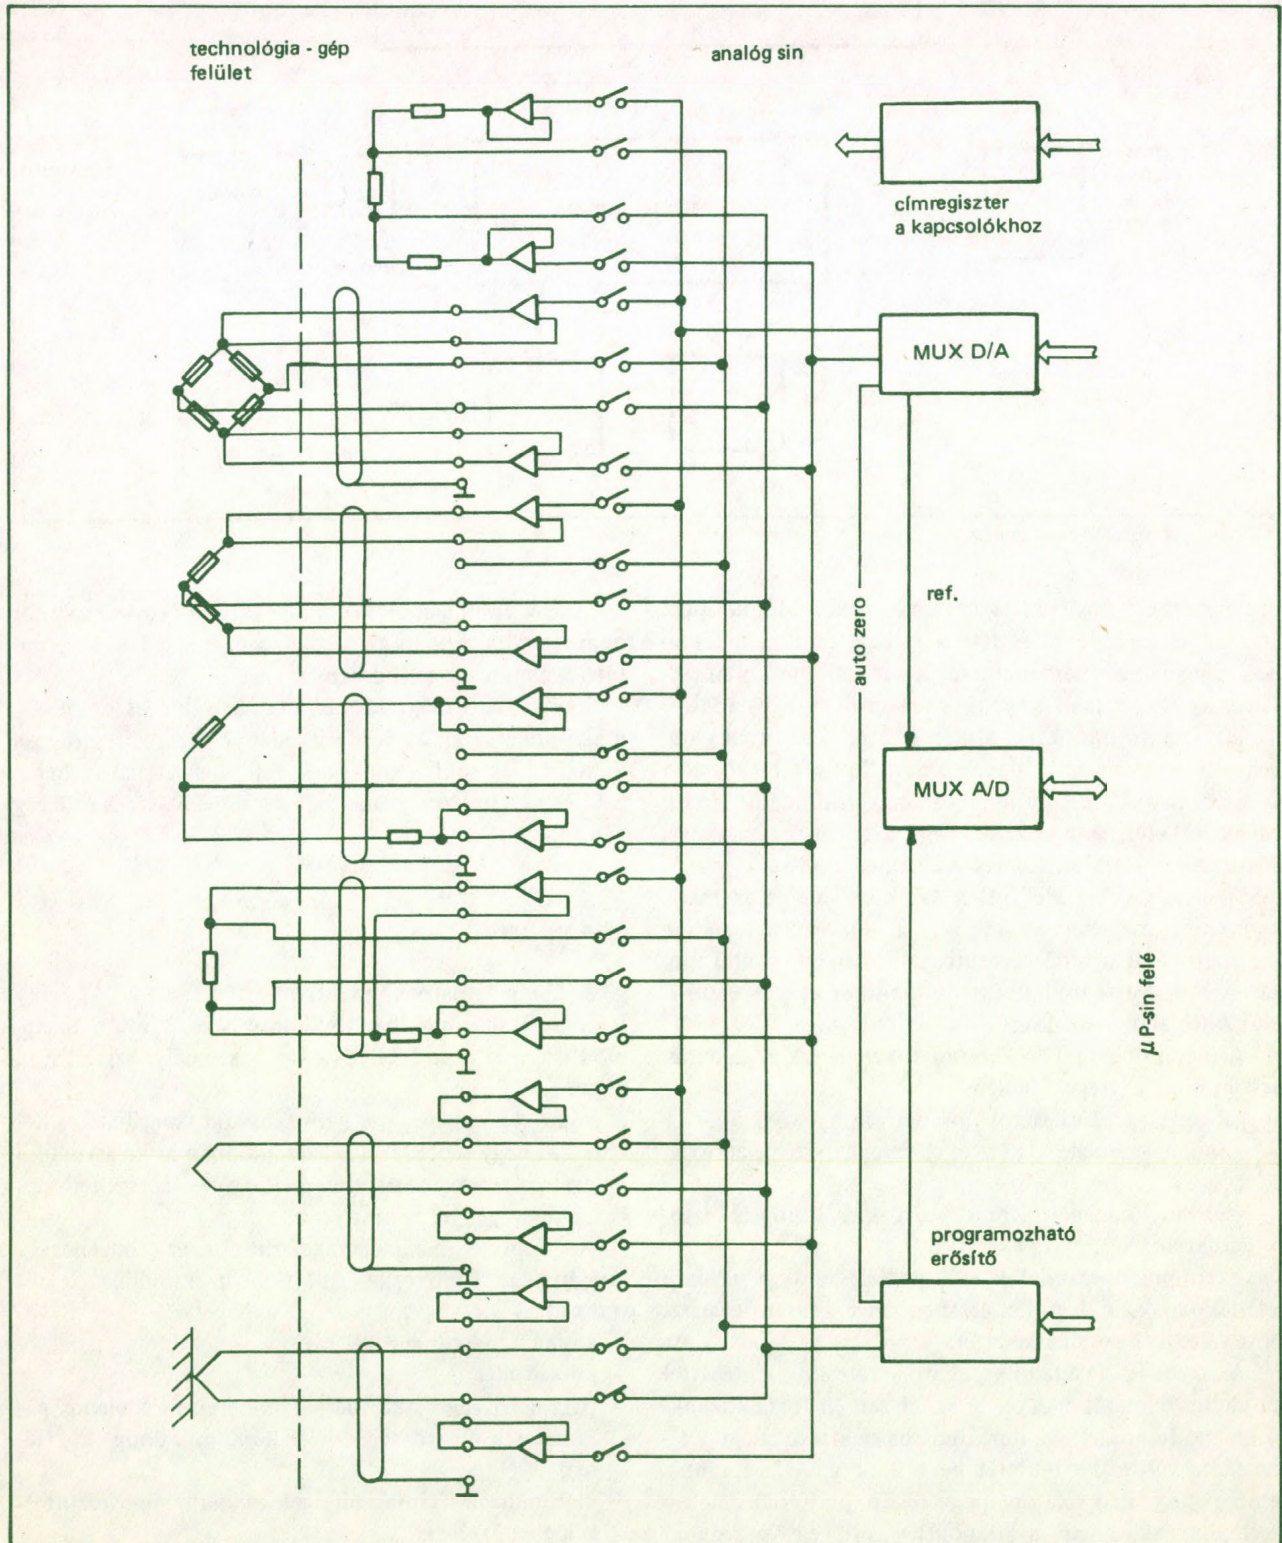 technológia - gép
felület
analóg sin
címregiszter
a kapcsolókhoz
MUX D/A
auto zero
ref.
MUX A/D
μP-sin felé
programozható
erősítő